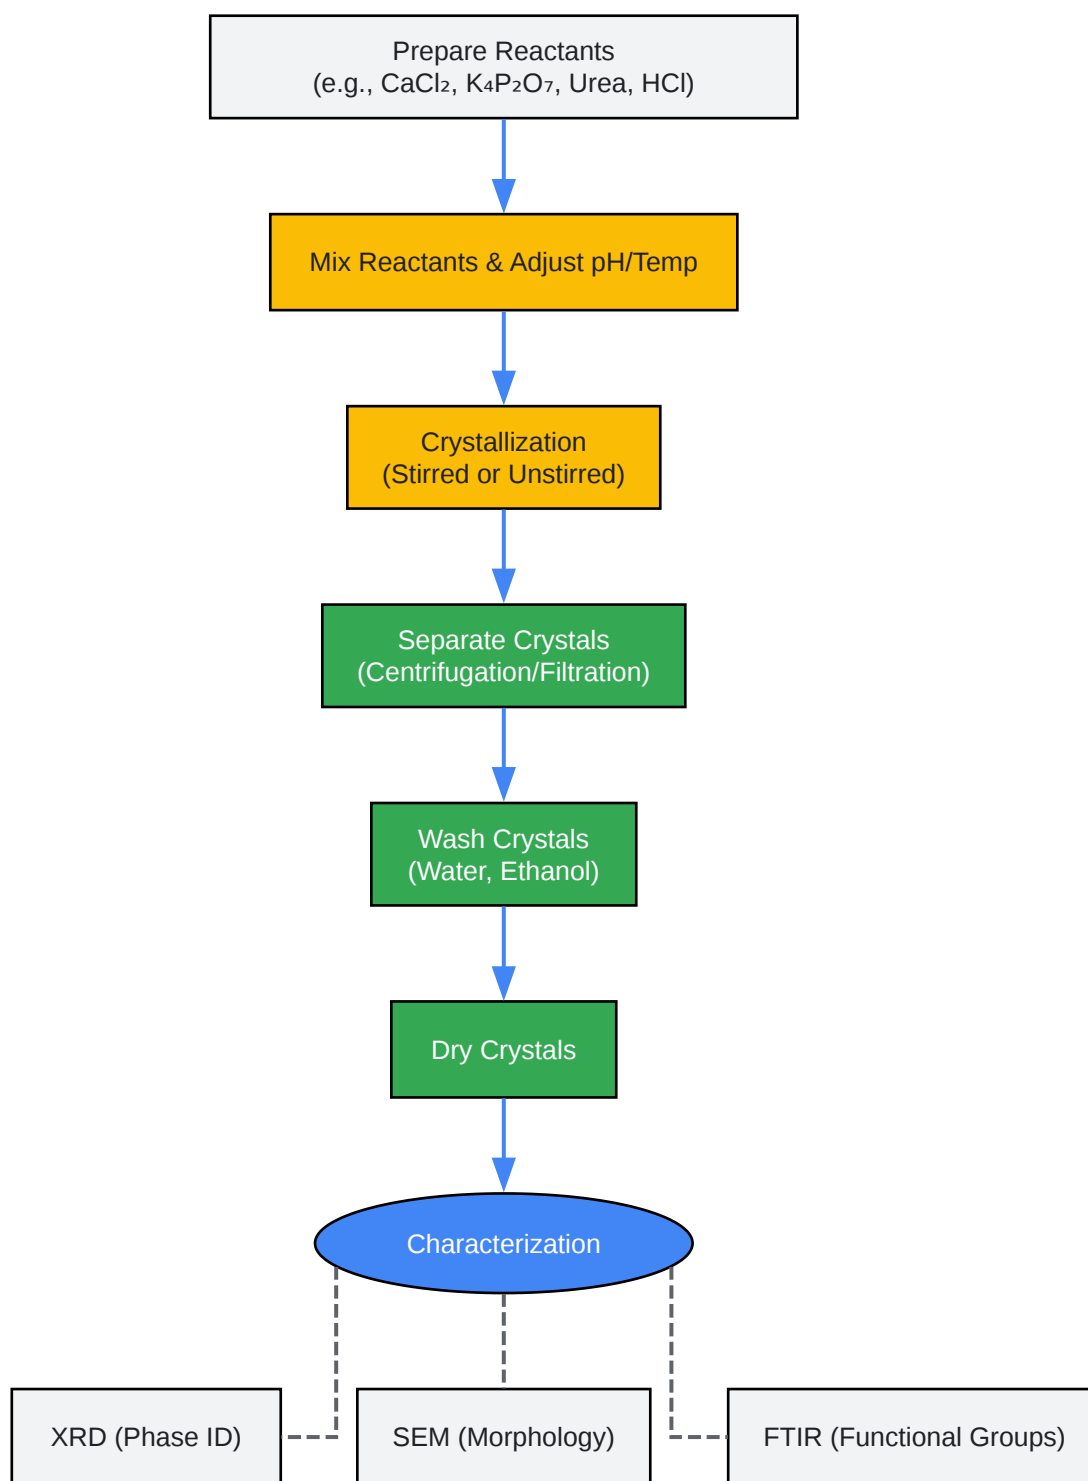 Prepare Reactants
(e.g., CaCl₂, K₄P₂O₇, Urea, HCl)
Mix Reactants & Adjust pH/Temp
Crystallization
(Stirred or Unstirred)
Separate Crystals
(Centrifugation/Filtration)
Wash Crystals
(Water, Ethanol)
Dry Crystals
Characterization
XRD (Phase ID)
SEM (Morphology)
FTIR (Functional Groups)